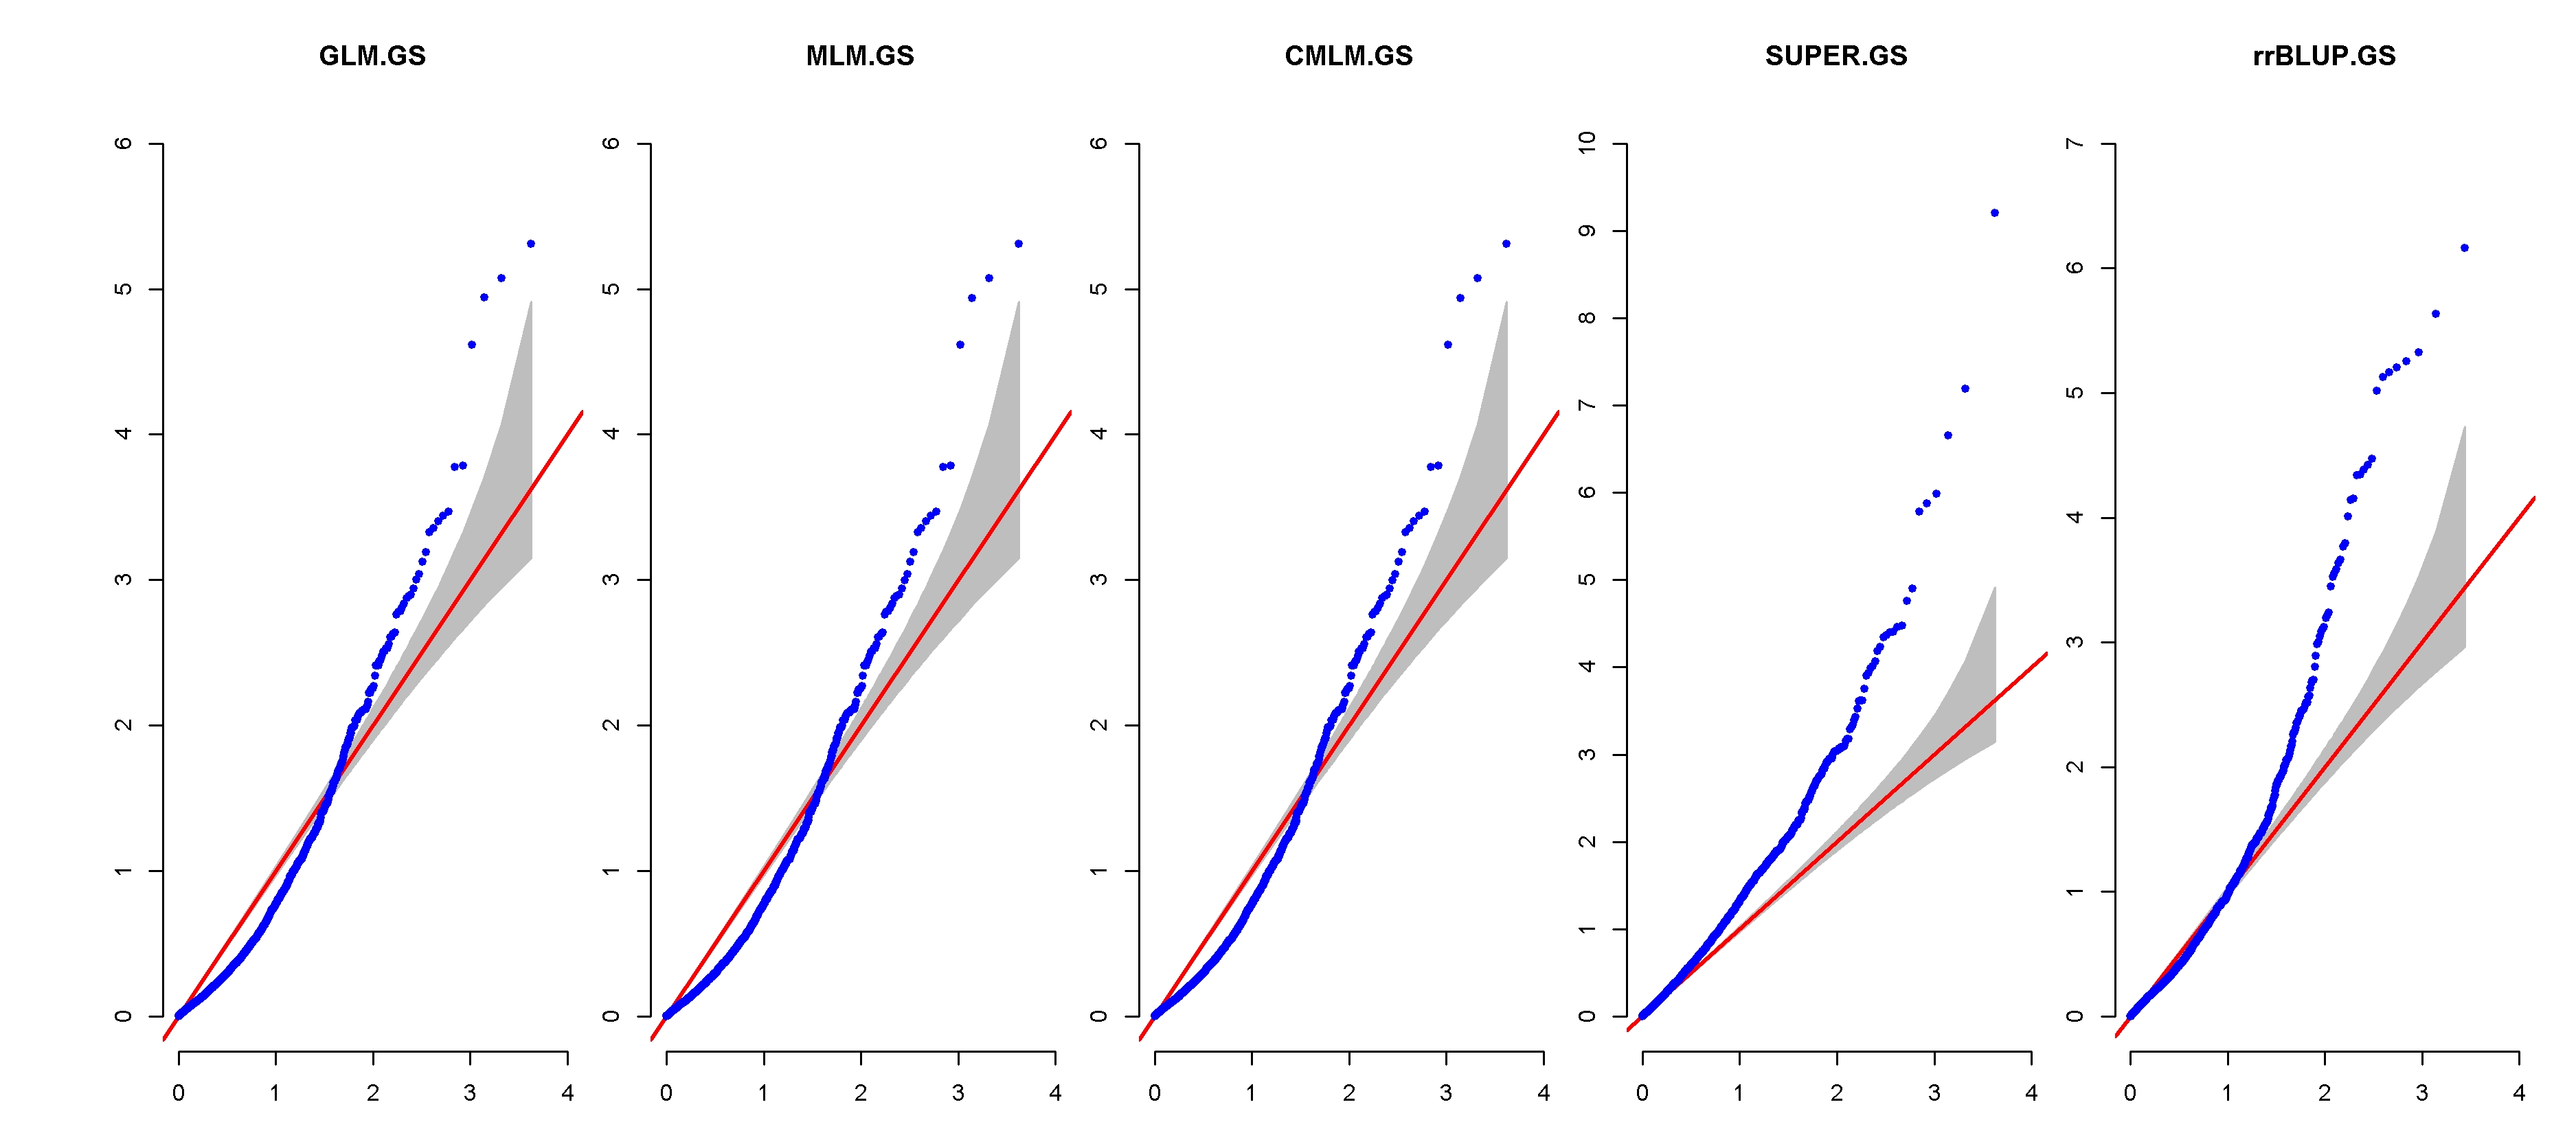 GLM.GS MLM.GS CMLM.GS SUPER.GS rrBLUP.GS
6 6 6 10 7
5 5 5 9 6
4 4 4 8 5
3 3 3 7 4
2 2 2 6 3
1 1 1 5 2
0 0 0 4 1
3 0
2
1
0
0 1 2 3 4 0 1 2 3 4 0 1 2 3 4 0 1 2 3 4 0 1 2 3 4